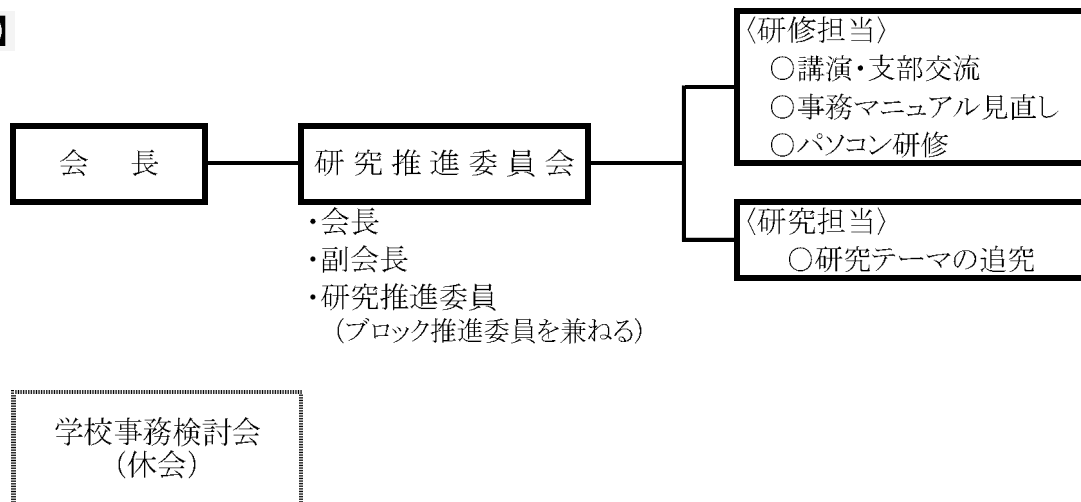 会　長
研究推進委員会
・会長
・副会長
・研究推進委員
（ブロック推進委員を兼ねる）
〈研修担当〉
○講演・支部交流
○事務マニュアル見直し
○パソコン研修
〈研究担当〉
○研究テーマの追究
学校事務検討会
（休会）